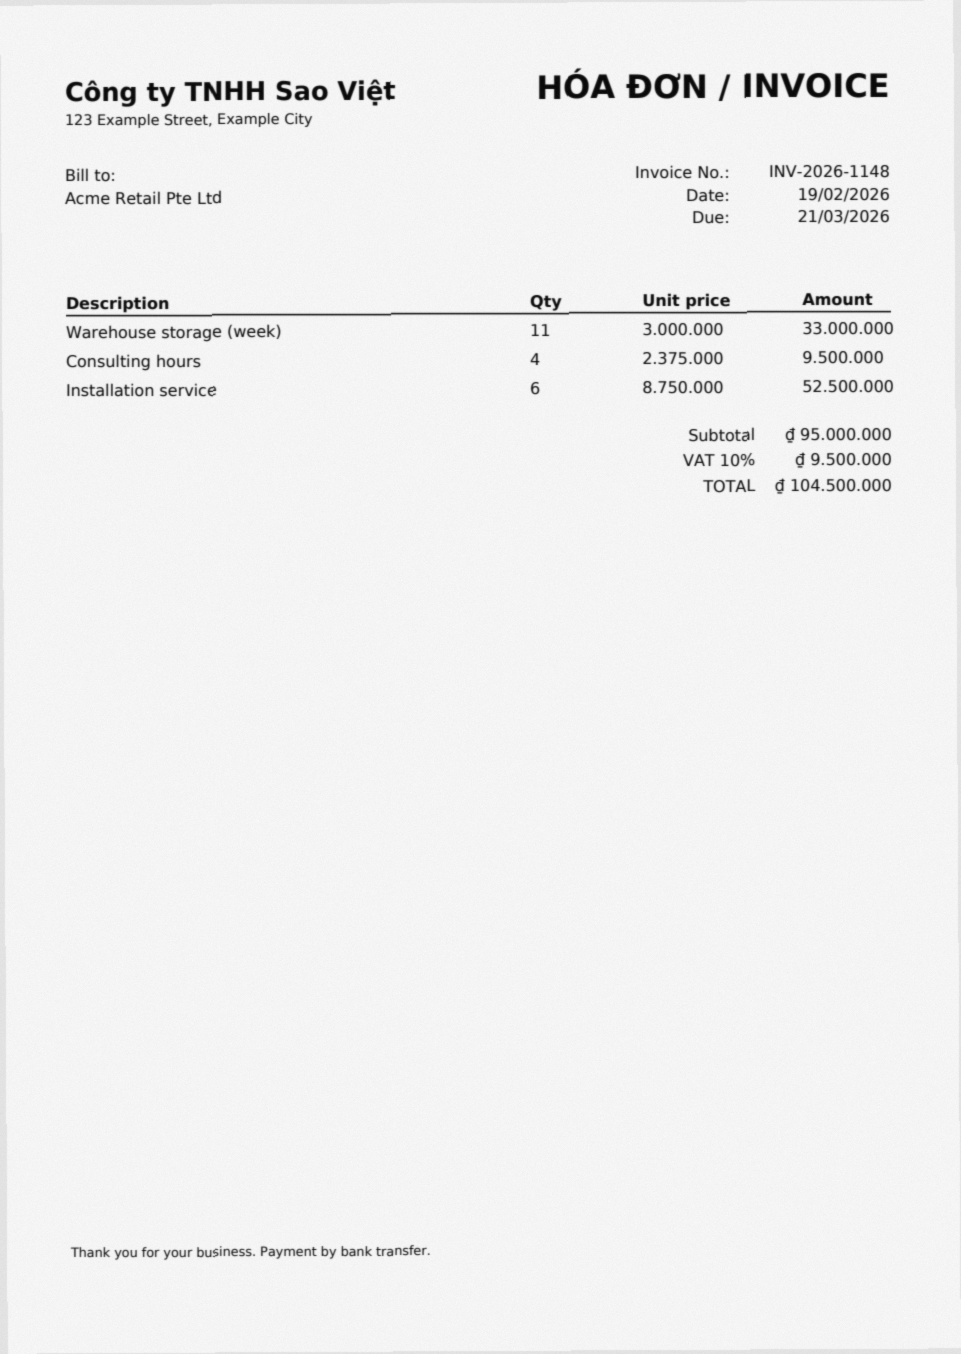 Công ty TNHH Sao Việt
HÓA ĐƠN / INVOICE
123 Example Street, Example City
Bill to:
Acme Retail Pte Ltd
Invoice No.: INV-2026-1148
Date: 19/02/2026
Due: 21/03/2026
Description Qty Unit price Amount
Warehouse storage (week) 11 3.000.000 33.000.000
Consulting hours 4 2.375.000 9.500.000
Installation service 6 8.750.000 52.500.000
Subtotal ₫ 95.000.000
VAT 10% ₫ 9.500.000
TOTAL ₫ 104.500.000
Thank you for your business. Payment by bank transfer.